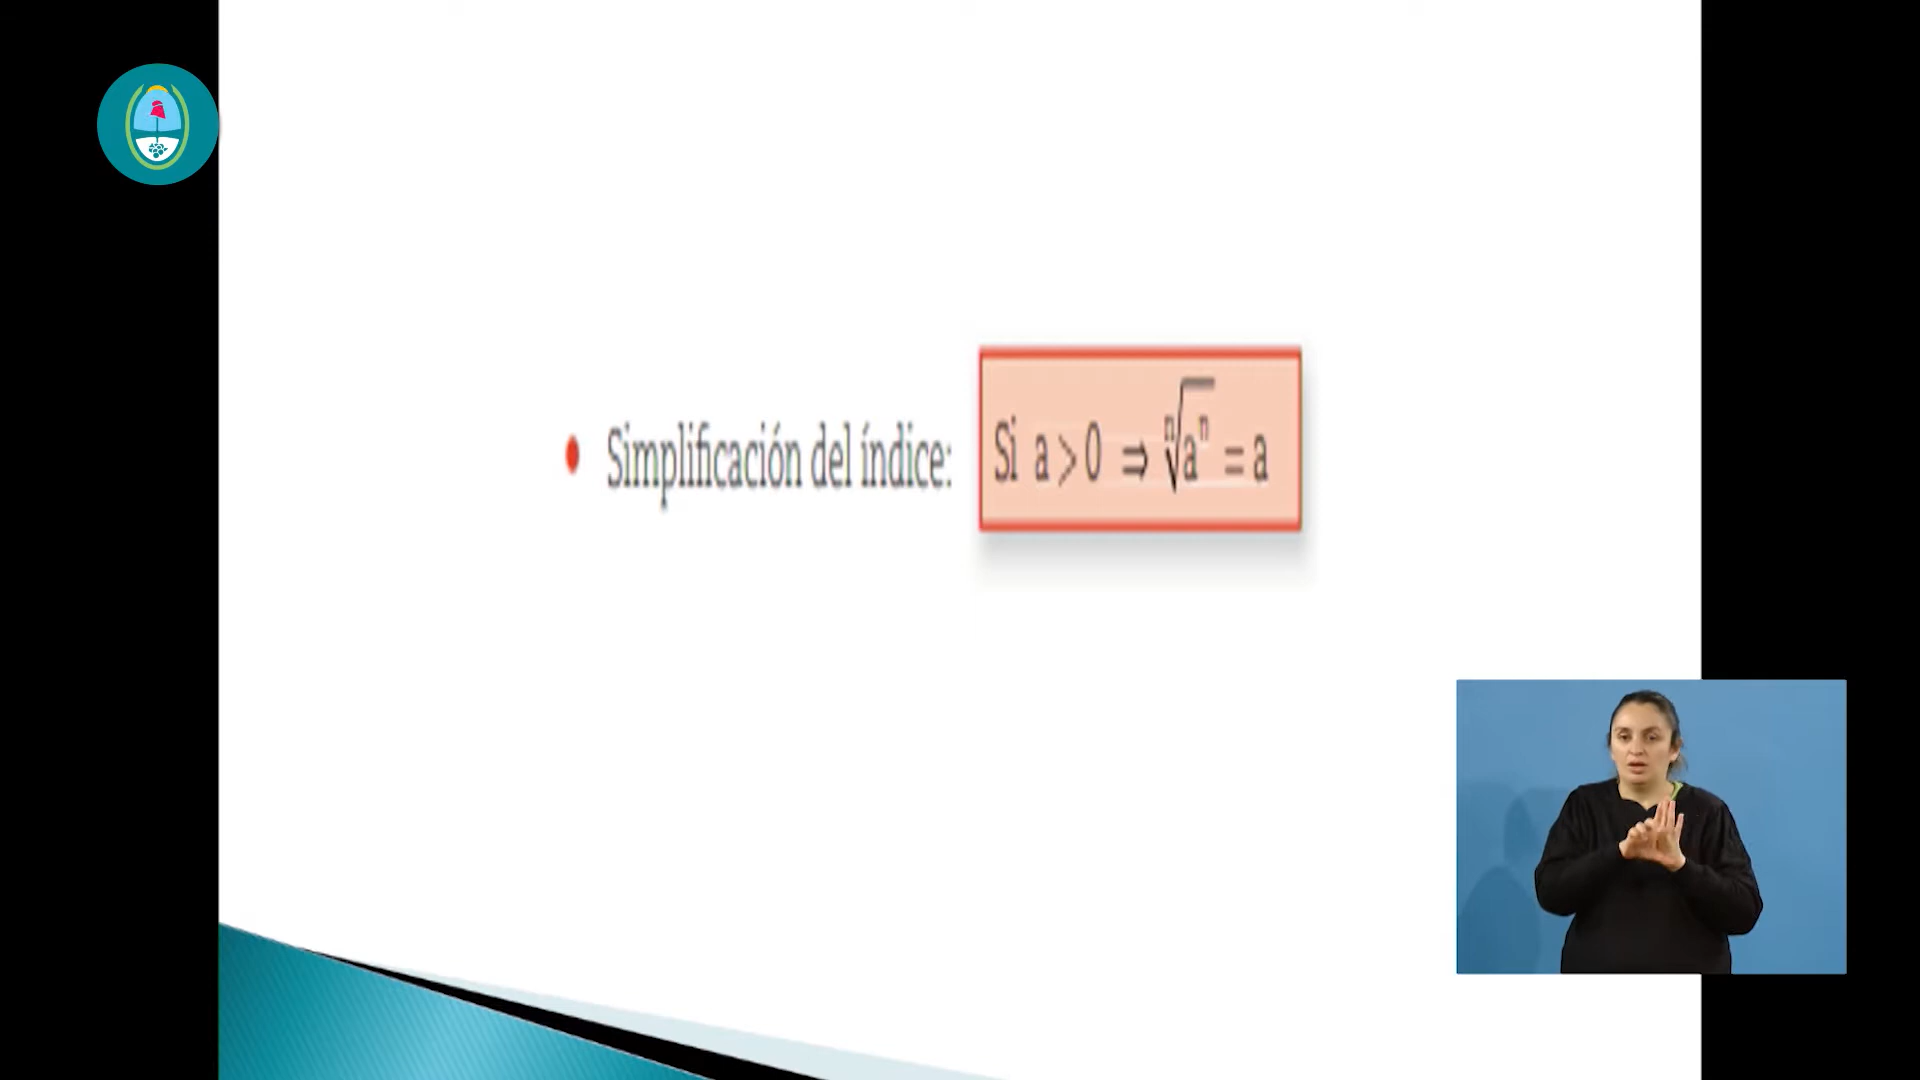 • Simplificación del índice: Si a > 0 ⇒ ⁿ√aⁿ = a